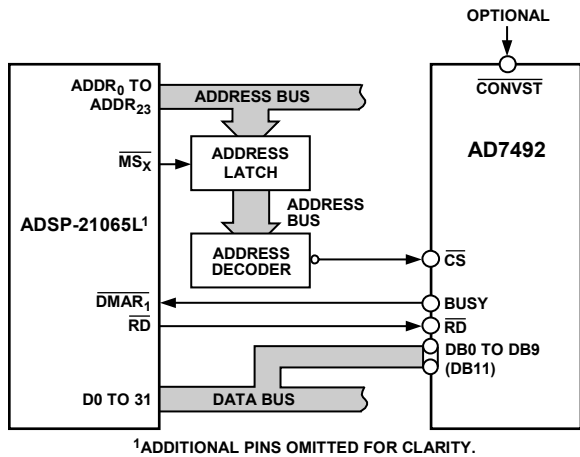 OPTIONAL
ADDR0 TO
ADDR23
ADDRESS BUS
CONVST
AD7492
MSX
ADDRESS
LATCH
ADDRESS
BUS
ADSP-21065L1
ADDRESS
DECODER
CS
DMAR1
BUSY
RD
RD
DB0 TO DB9
(DB11)
D0 TO 31
DATA BUS
1ADDITIONAL PINS OMITTED FOR CLARITY.